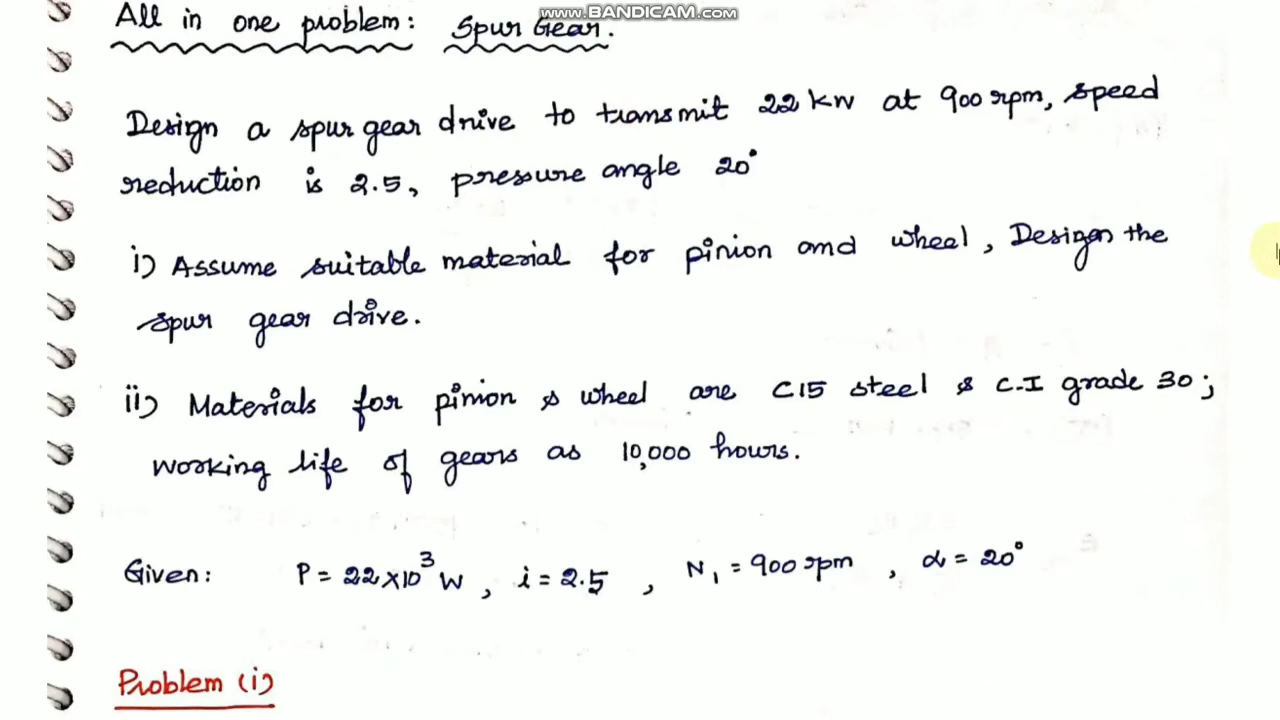 www.BANDICAM.com
All in one problem: Spur Gear.
Design a spur gear drive to transmit 22 kW at 900 rpm, speed
reduction is 2.5, pressure angle 20°
i) Assume suitable material for pinion and wheel, Design the
spur gear drive.
ii) Materials for pinion & wheel are C15 steel & C.I grade 30;
working life of gears as 10,000 hours.
Given: P = 22×10³ W, i = 2.5, N₁ = 900 rpm, α = 20°
Problem (i)